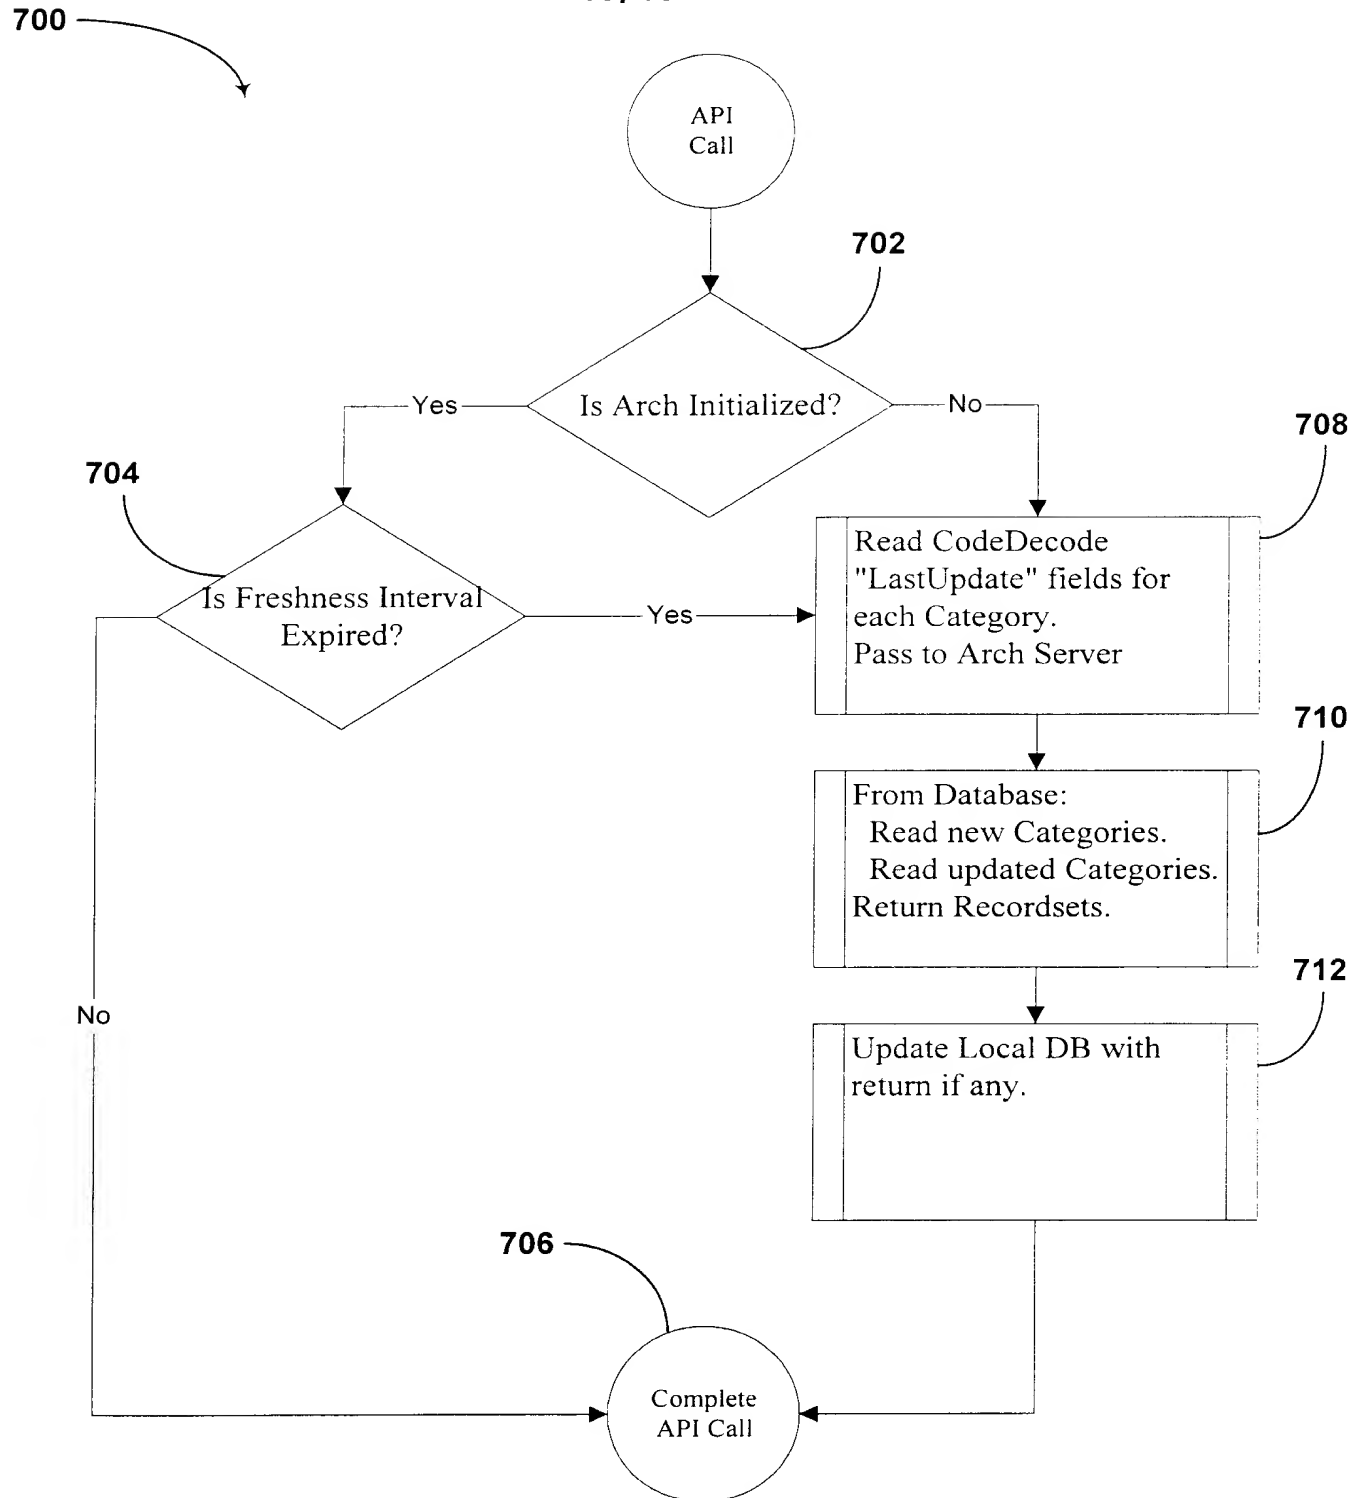 700
API
Call
702
Yes
Is Arch Initialized?
No
708
704
Read CodeDecode
"LastUpdate" fields for
each Category.
Pass to Arch Server
Is Freshness Interval
Expired?
Yes
710
From Database:
Read new Categories.
Read updated Categories.
Return Recordsets.
712
No
Update Local DB with
return if any.
706
Complete
API Call